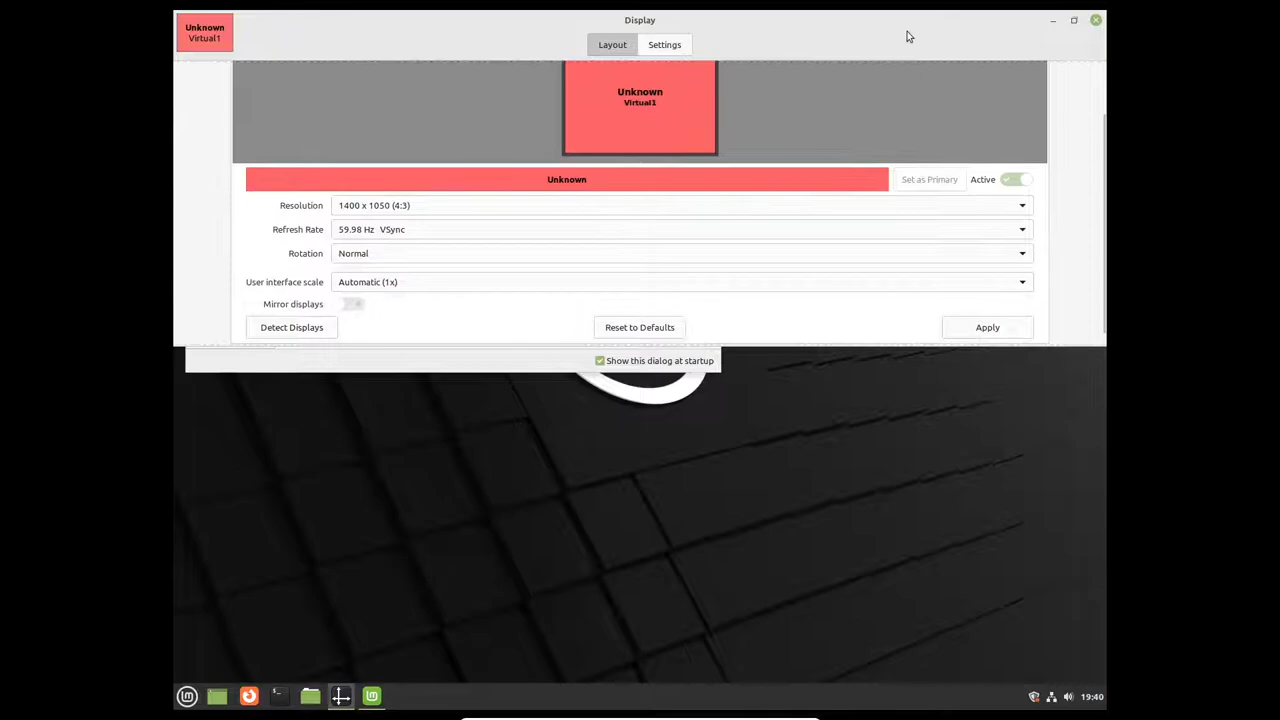 Unknown
Virtual1
Display
Layout
Settings
Unknown
Virtual1
Unknown
Set as Primary
Active
Resolution
1400 x 1050 (4:3)
Refresh Rate
59.98 Hz VSync
Rotation
Normal
User interface scale
Automatic (1x)
Mirror displays
Detect Displays
Reset to Defaults
Apply
Show this dialog at startup
19:40